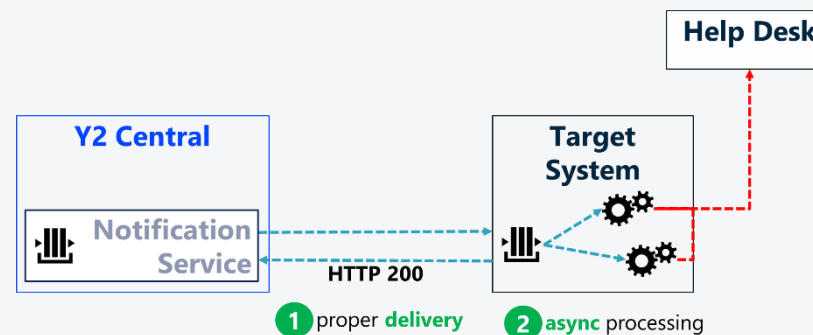 Help Desk
Y2 Central
Target
System
Notification
Service
HTTP 200
1 proper delivery
2 async processing